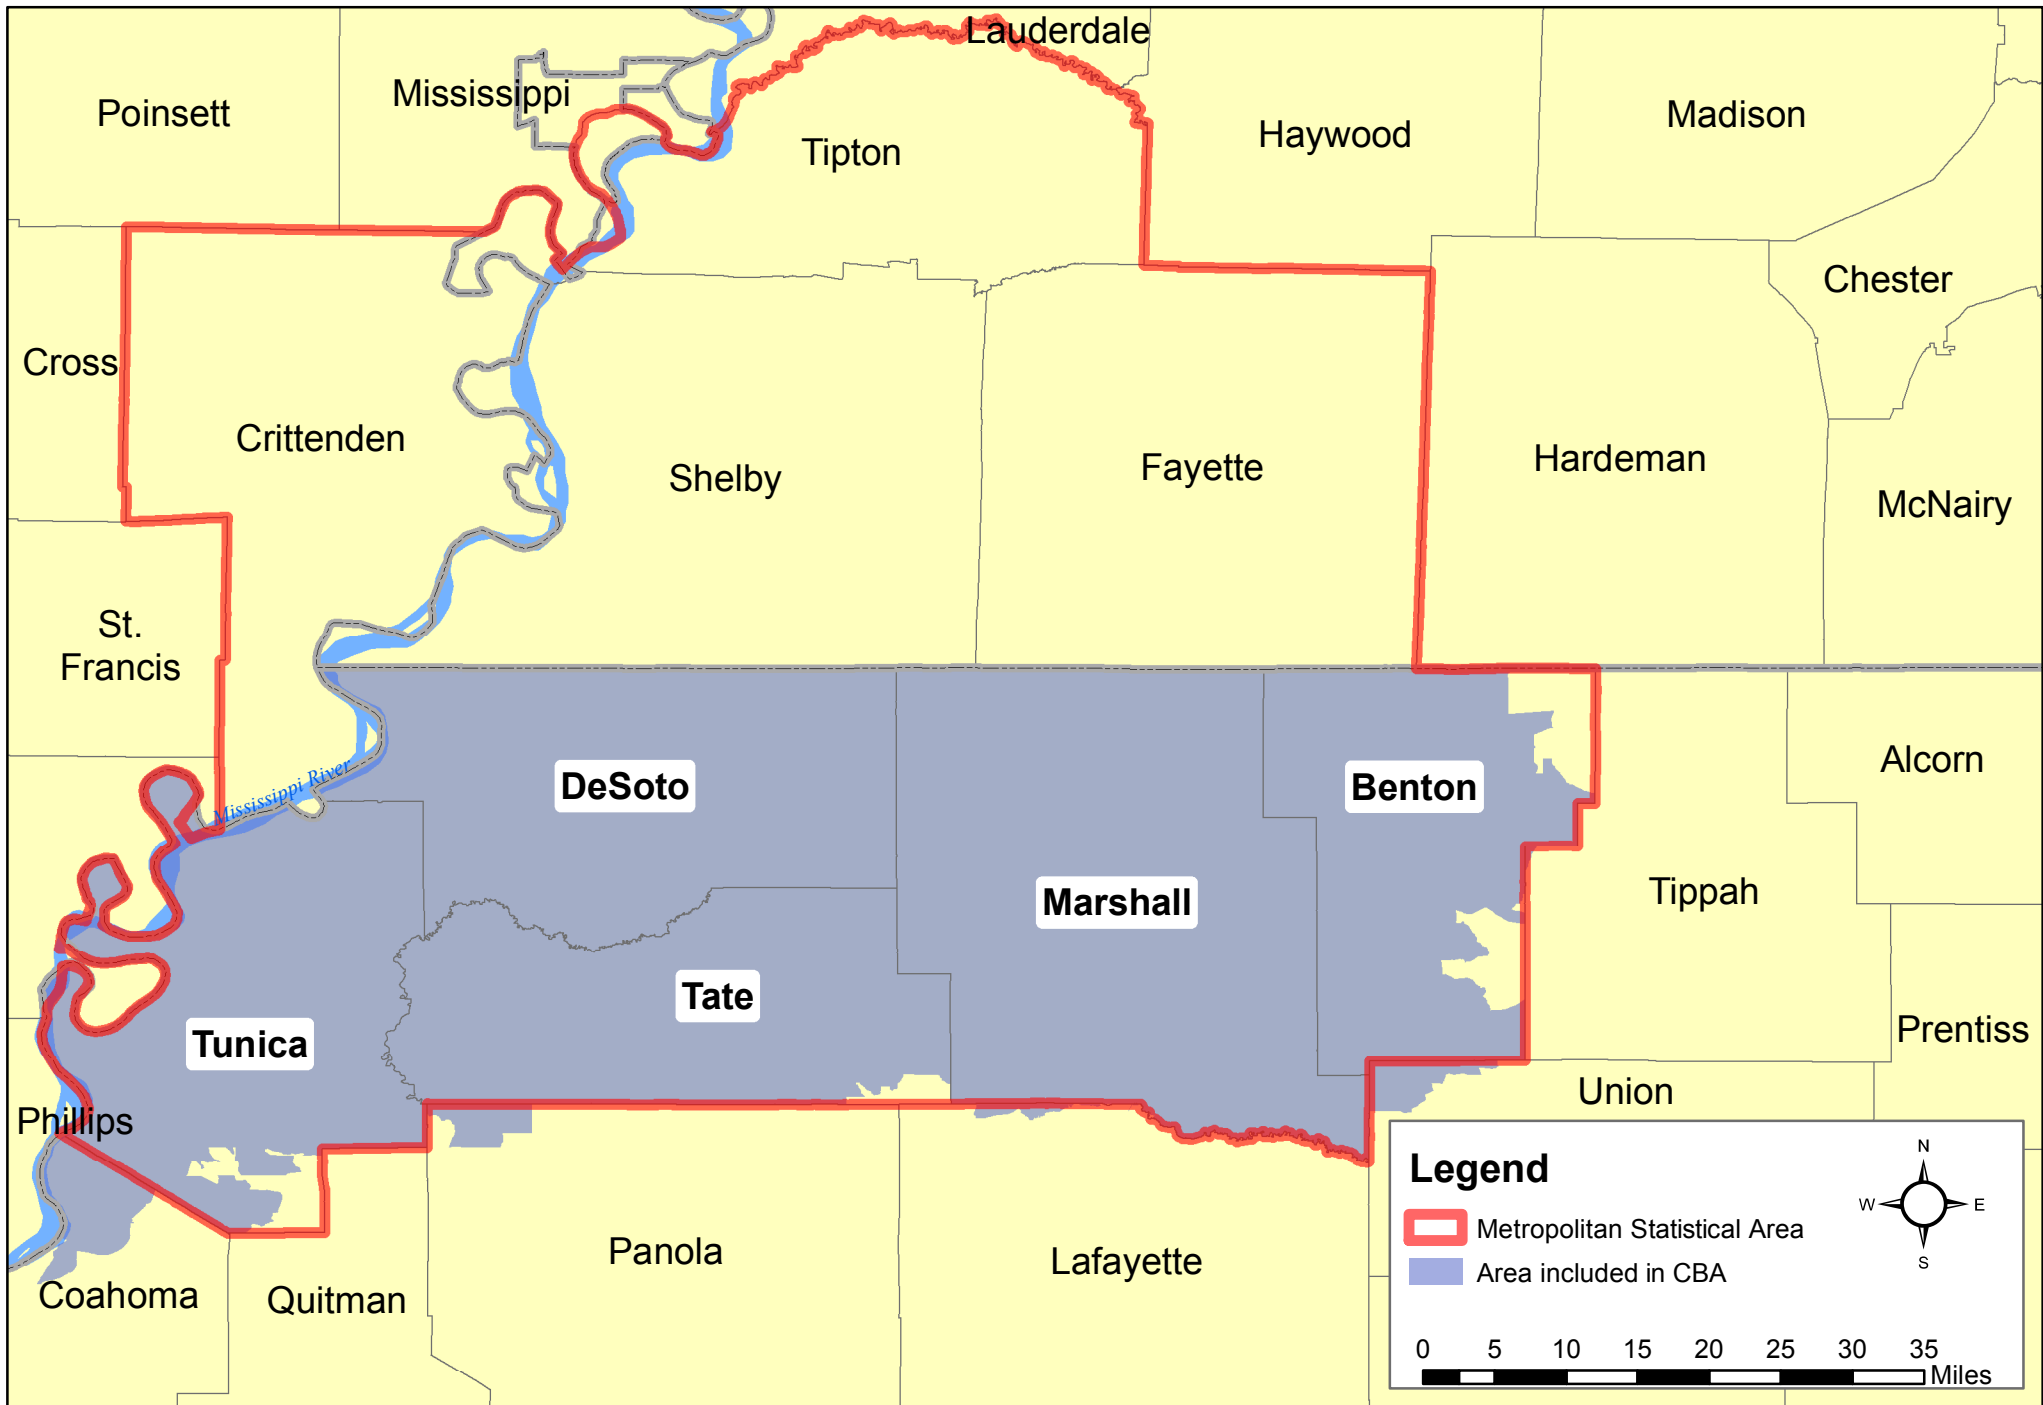 Lauderdale
Mississippi
Poinsett
Madison
Haywood
Tipton
Chester
Cross
Crittenden
Shelby
Fayette
Hardeman
McNairy
St.
Francis
Mississippi River
DeSoto
Benton
Alcorn
Marshall
Tippah
Tate
Tunica
Prentiss
Union
Phillips
Panola
Lafayette
Coahoma
Quitman
Legend
N
W
E
S
Metropolitan Statistical Area
Area included in CBA
0 5 10 15 20 25 30 35
Miles